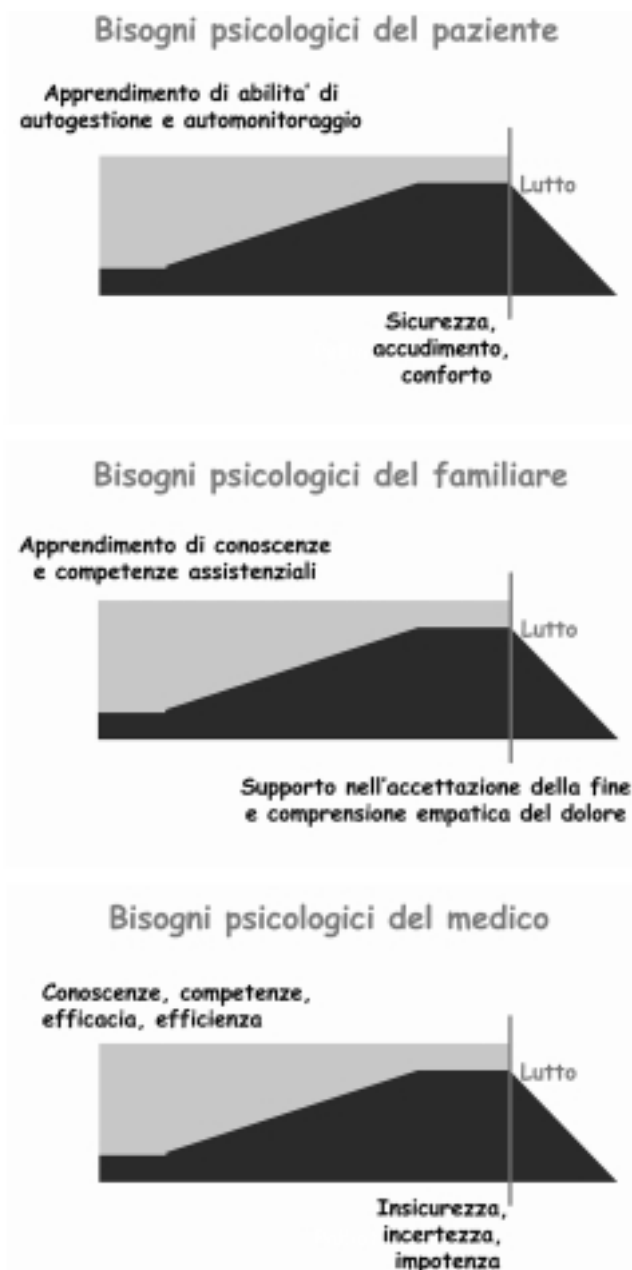 Bisogni psicologici del paziente
Apprendimento di abilita' di
autogestione e automonitoraggio
Lutto
Sicurezza,
accudimento,
conforto
Bisogni psicologici del familiare
Apprendimento di conoscenze
e competenze assistenziali
Lutto
Supporto nell'accettazione della fine
e comprensione empatica del dolore
Bisogni psicologici del medico
Conoscenze, competenze,
efficacia, efficienza
Lutto
Insicurezza,
incertezza,
impotenza